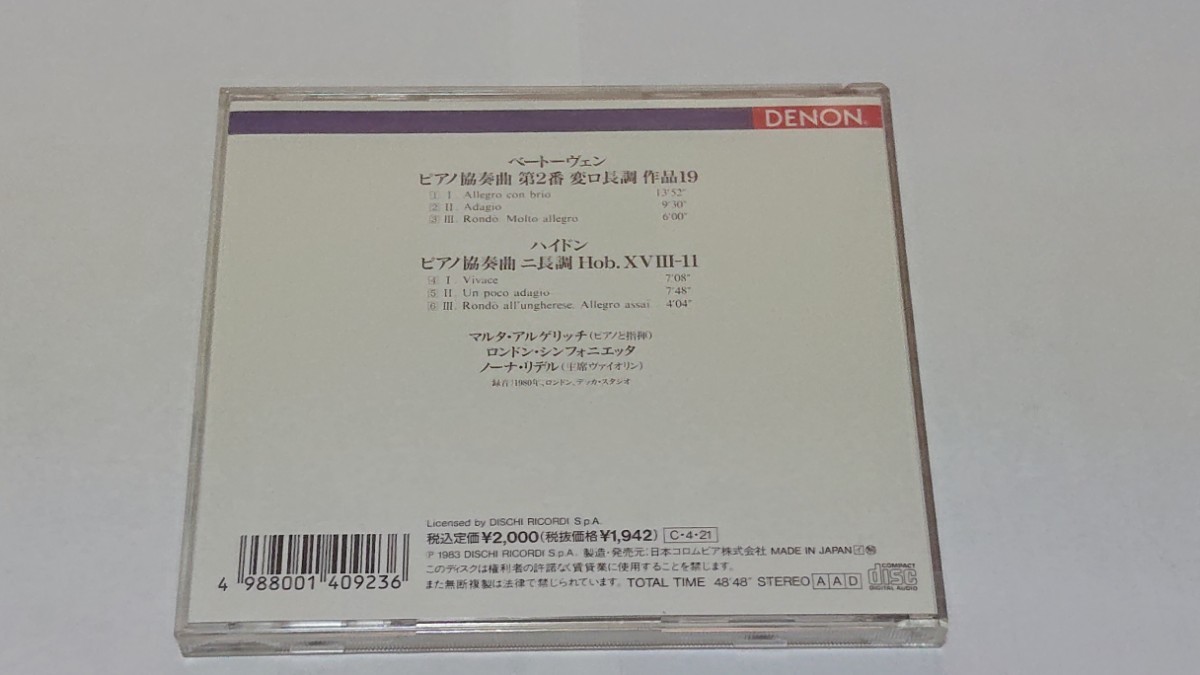 DENON
ベートーヴェン
ピアノ協奏曲 第2番 変ロ長調 作品19
1 I. Allegro con brio 13'52"
2 II. Adagio 9'30"
3 III. Rondo. Molto allegro 6'00"
ハイドン
ピアノ協奏曲 ニ長調 Hob. XVIII-11
4 I. Vivace 7'08"
5 II. Un poco adagio 7'48"
6 III. Rondo all'ungherese. Allegro assai 4'04"
マルタ・アルゲリッチ(ピアノと指揮)
ロンドン・シンフォニエッタ
ノーナ・リデル(主席ヴァイオリン)
録音:1980年、ロンドン、デッカ・スタジオ
Licensed by DISCHI RICORDI S.p.A.
税込定価¥2,000(税抜価格¥1,942) C・4・21
℗ 1983 DISCHI RICORDI S.p.A. 製造・発売元:日本コロムビア株式会社 MADE IN JAPAN
このディスクは権利者の許諾なく賃貸業に使用することを禁じます。
また無断複製は法律で禁じられています。 TOTAL TIME 48'48" STEREO A A D
COMPACT disc DIGITAL AUDIO
4 988001 409236